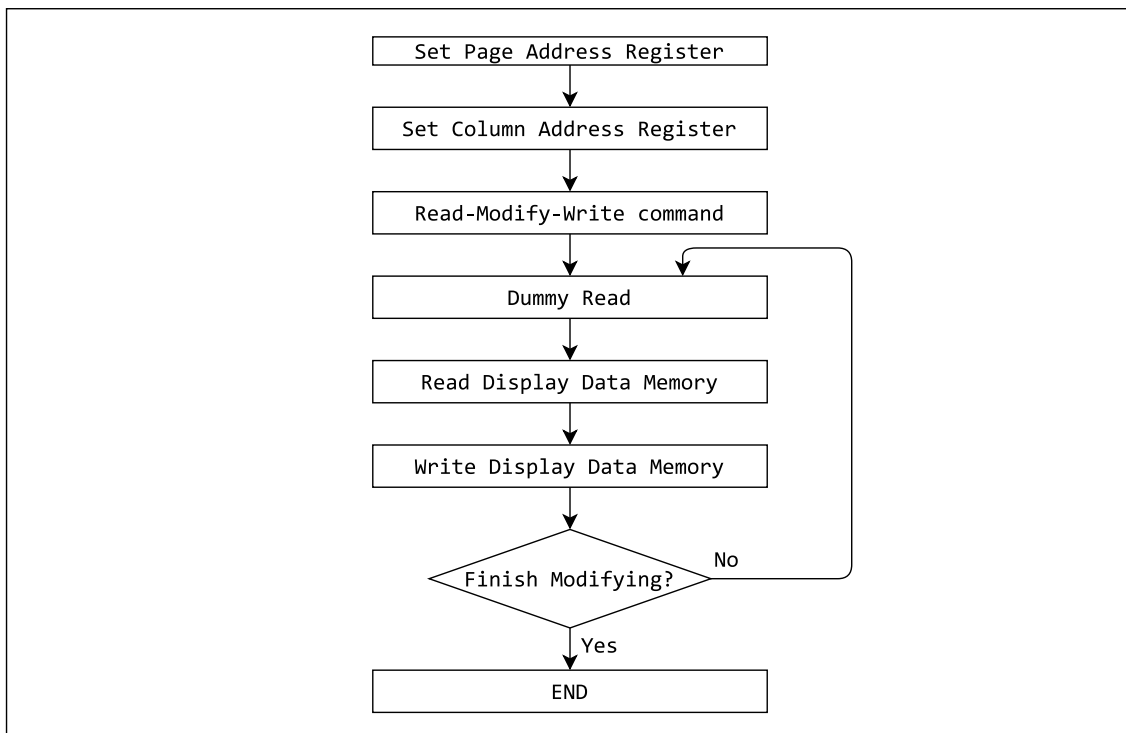 Set Page Address Register
Set Column Address Register
Read-Modify-Write command
Dummy Read
Read Display Data Memory
Write Display Data Memory
Finish Modifying?
No
Yes
END